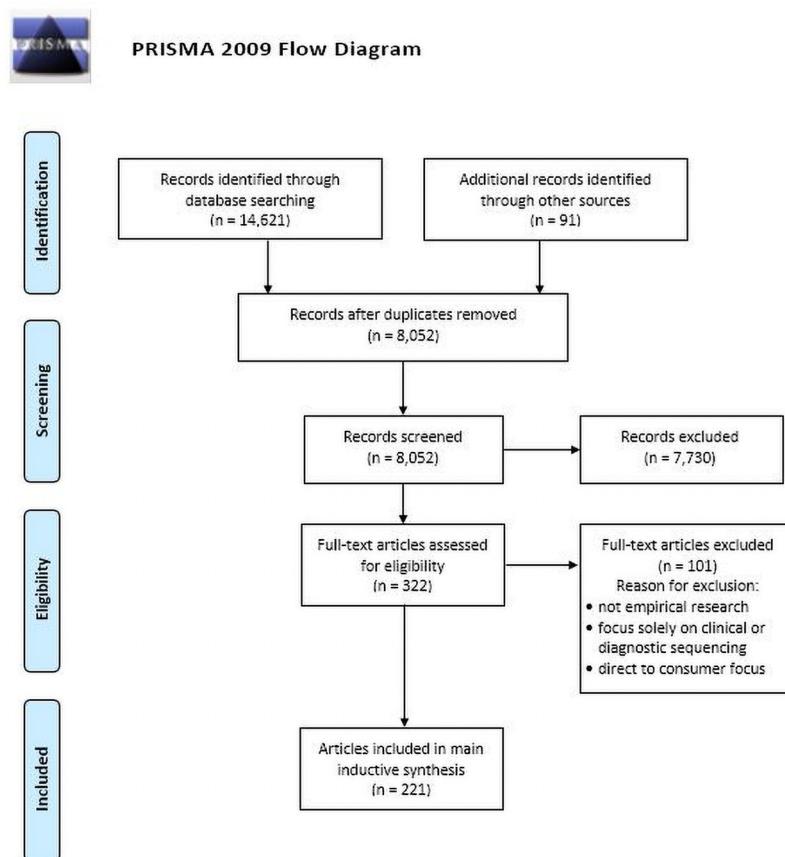 PRISMA
PRISMA 2009 Flow Diagram
Identification
Records identified through
database searching
(n = 14,621)
Additional records identified
through other sources
(n = 91)
Records after duplicates removed
(n = 8,052)
Screening
Records screened
(n = 8,052)
Records excluded
(n = 7,730)
Eligibility
Full-text articles assessed
for eligibility
(n = 322)
Full-text articles excluded
(n = 101)
Reason for exclusion:
• not empirical research
• focus solely on clinical or
diagnostic sequencing
• direct to consumer focus
Included
Articles included in main
inductive synthesis
(n = 221)